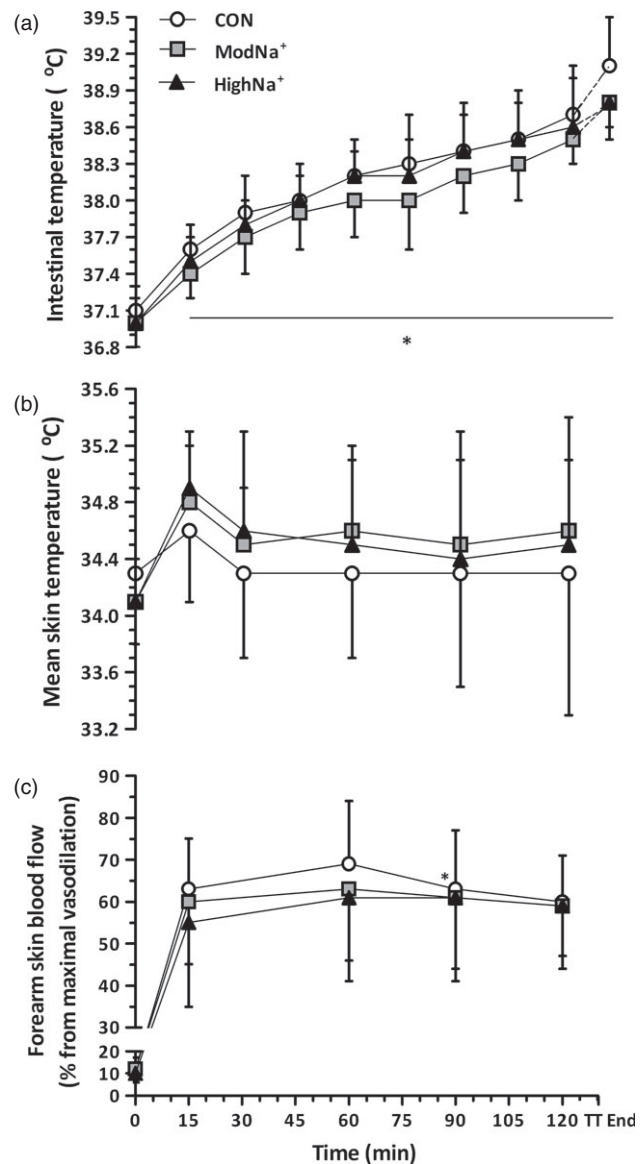 (a)
CON
ModNa⁺
HighNa⁺
Intestinal temperature ( ºC)
39.5
39.2
38.9
38.6
38.3
38.0
37.7
37.4
37.1
36.8
*
(b)
Mean skin temperature ( ºC)
35.6
35.2
34.8
34.4
34.0
33.6
33.2
(c)
Forearm skin blood flow
(% from maximal vasodilation)
90
80
70
60
50
40
30
20
10
0
*
0 15 30 45 60 75 90 105 120 TT End
Time (min)